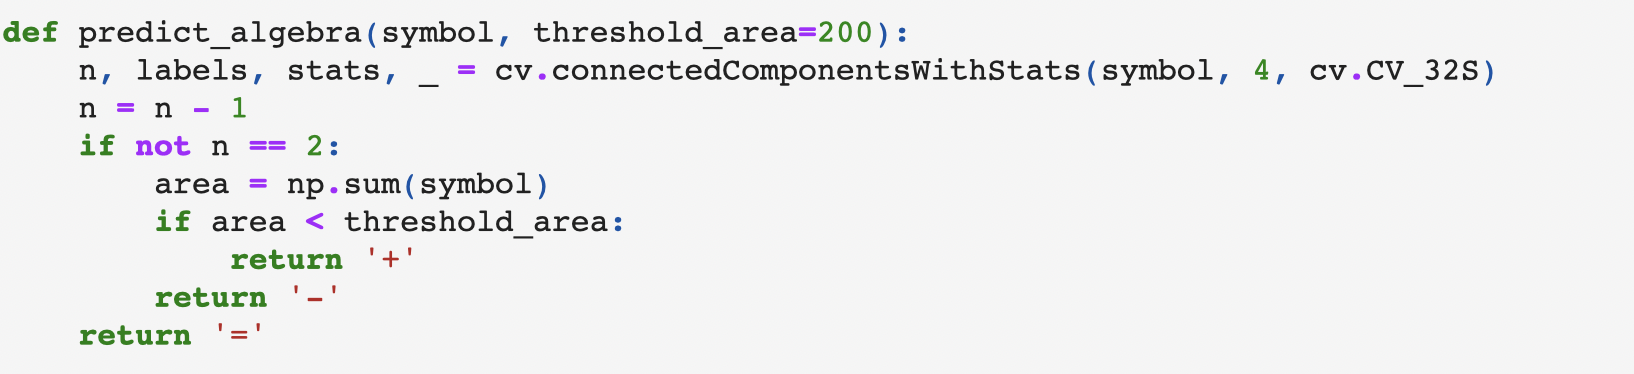 def predict_algebra(symbol, threshold_area=200):
    n, labels, stats, _ = cv.connectedComponentsWithStats(symbol, 4, cv.CV_32S)
    n = n - 1
    if not n == 2:
        area = np.sum(symbol)
        if area < threshold_area:
            return '+'
        return '-'
    return '='